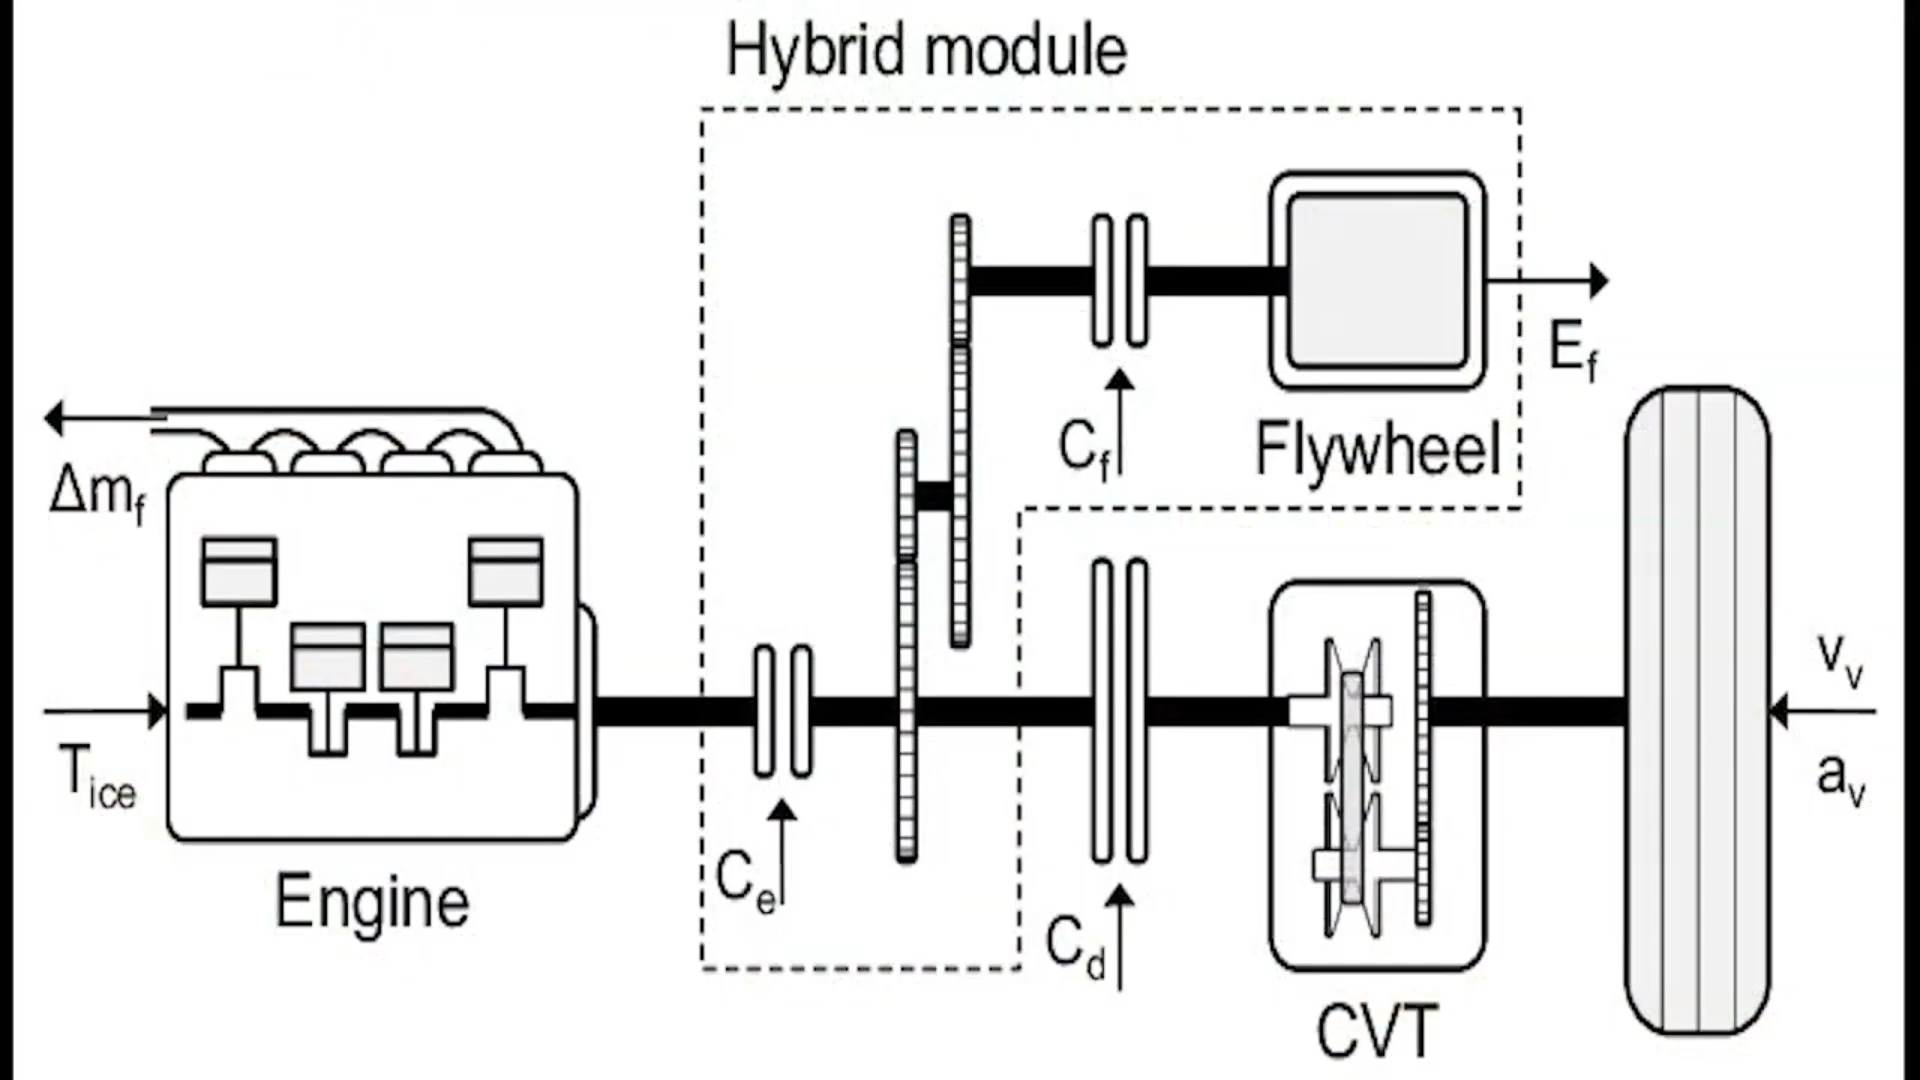 Hybrid module
E_f
C_f
Flywheel
Δm_f
T_ice
v_v
a_v
C_e
C_d
Engine
CVT